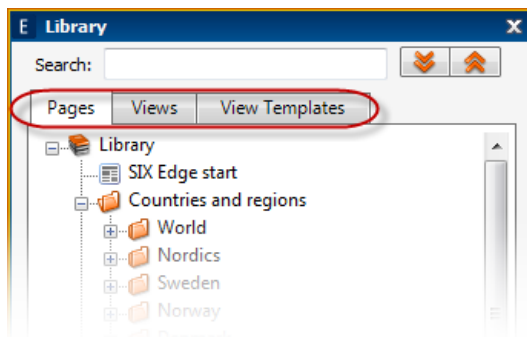 E Library x
Search:
Pages Views View Templates
Library
SIX Edge start
Countries and regions
World
Nordics
Sweden
Norway